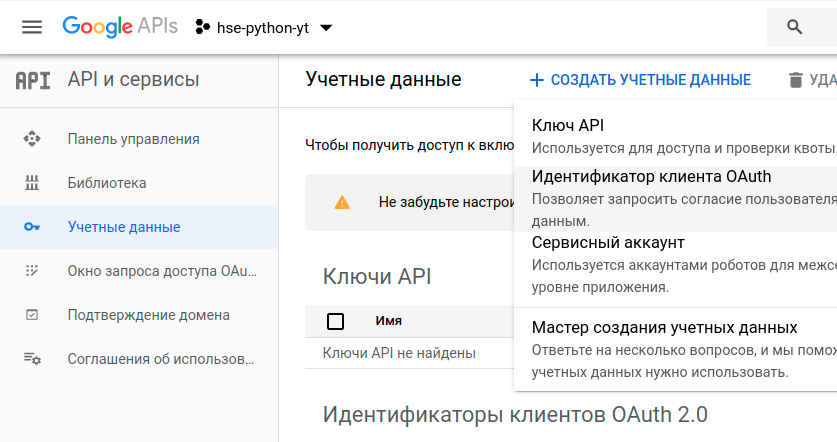 Google APIs
hse-python-yt
API
API и сервисы
Учетные данные
СОЗДАТЬ УЧЕТНЫЕ ДАННЫЕ
УДА
Панель управления
Библиотека
Учетные данные
Окно запроса доступа OAu...
Подтверждение домена
Соглашения об использов...
Чтобы получить доступ к вклю
Не забудьте настрои
Ключи API
Имя
Ключи API не найдены
Идентификаторы клиентов OAuth 2.0
Ключ API
Используется для доступа и проверки квоты.
Идентификатор клиента OAuth
Позволяет запросить согласие пользователя
данным.
Сервисный аккаунт
Используется аккаунтами роботов для межсе
уровне приложения.
Мастер создания учетных данных
Ответьте на несколько вопросов, и мы помож
учетных данных нужно использовать.